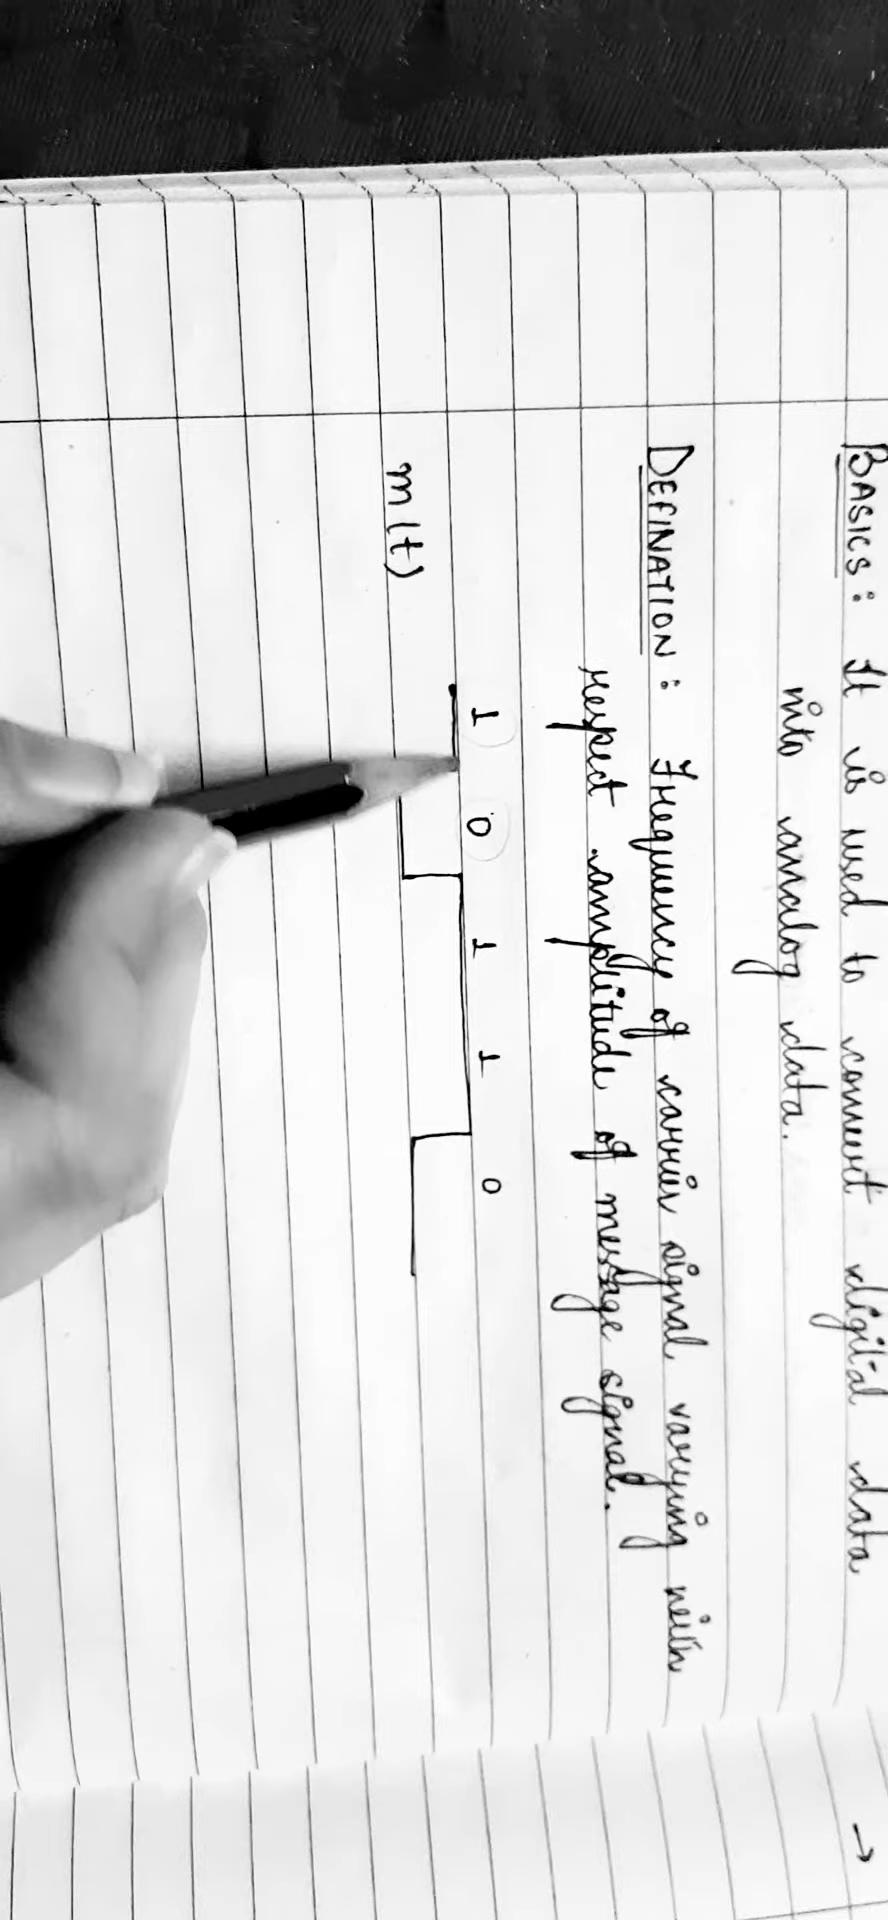 BASICS: It is used to convert digital data
into analog data.
DEFINATION: Frequency of carrier signal varying with
respect amplitude of message signal.
1 0 1 1 0
m(t)